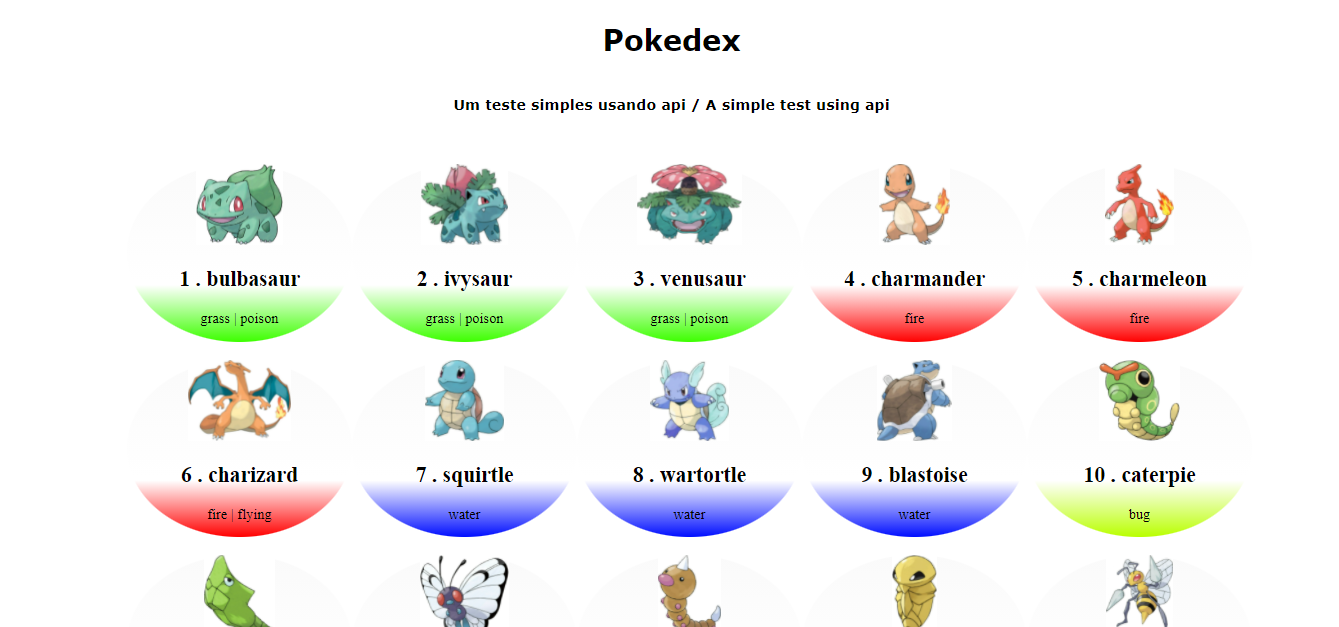 Pokedex
Um teste simples usando api / A simple test using api
1 . bulbasaur
grass | poison
2 . ivysaur
grass | poison
3 . venusaur
grass | poison
4 . charmander
fire
5 . charmeleon
fire
6 . charizard
fire | flying
7 . squirtle
water
8 . wartortle
water
9 . blastoise
water
10 . caterpie
bug